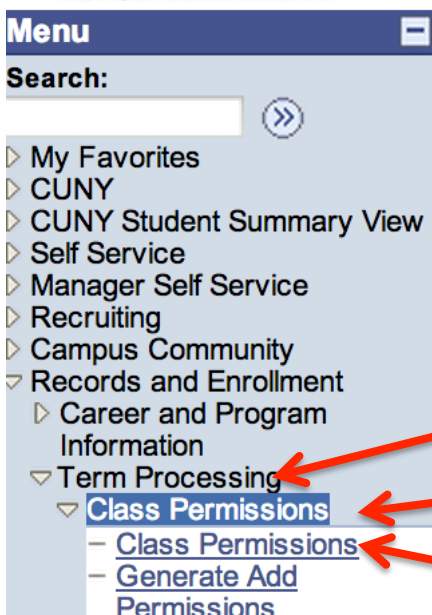 Menu
Search:
My Favorites
CUNY
CUNY Student Summary View
Self Service
Manager Self Service
Recruiting
Campus Community
Records and Enrollment
Career and Program
Information
Term Processing
Class Permissions
– Class Permissions
– Generate Add
Permissions